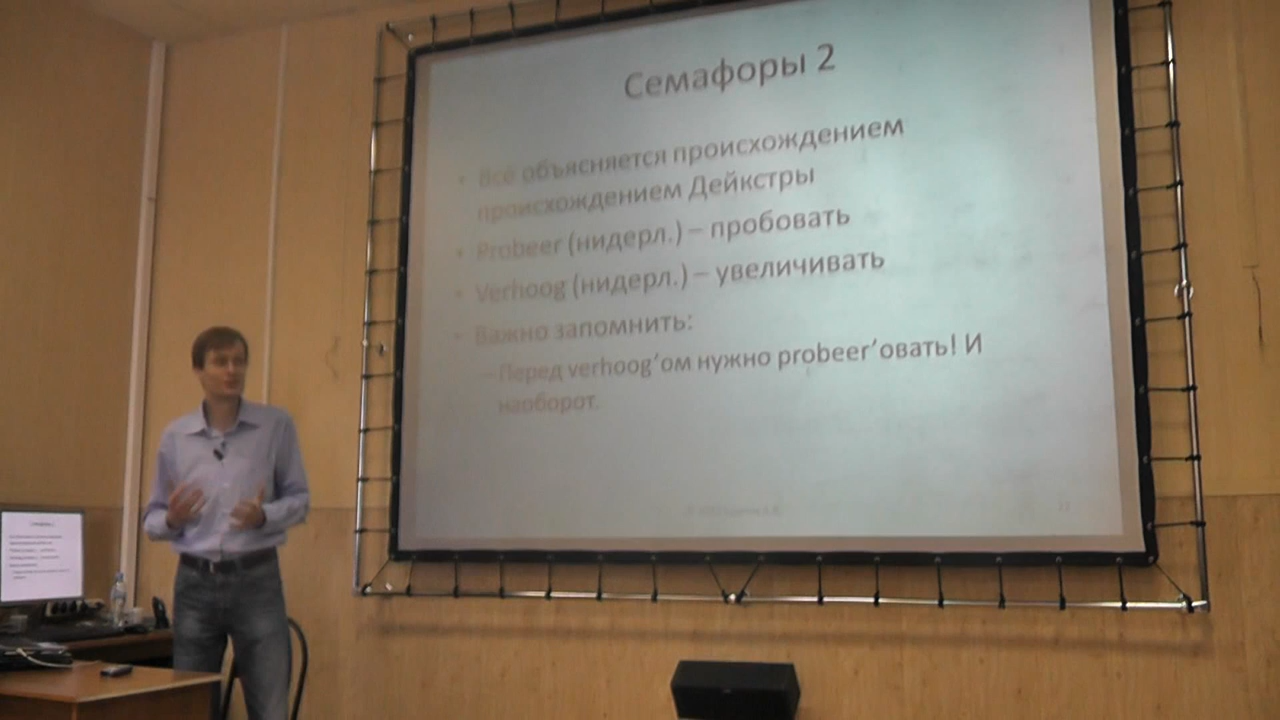 Семафоры 2
• Всё объясняется происхождением
происхождением Дейкстры
• Probeer (нидерл.) – пробовать
• Verhoog (нидерл.) – увеличивать
• Важно запомнить:
– Перед verhoog’ом нужно probeer’овать! И
наоборот.